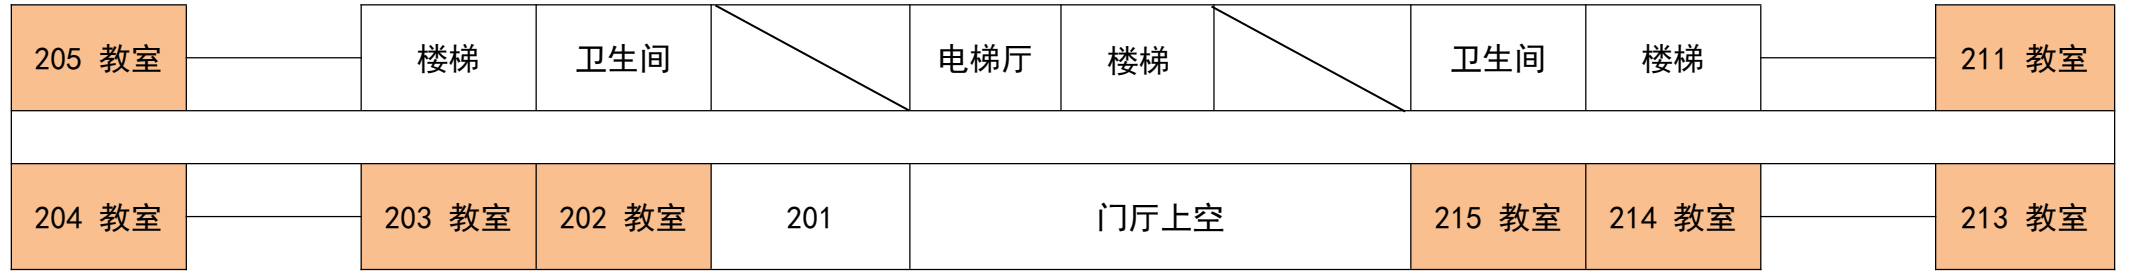 205 教室
楼梯
卫生间
电梯厅
楼梯
卫生间
楼梯
211 教室
204 教室
203 教室
202 教室
201
门厅上空
215 教室
214 教室
213 教室